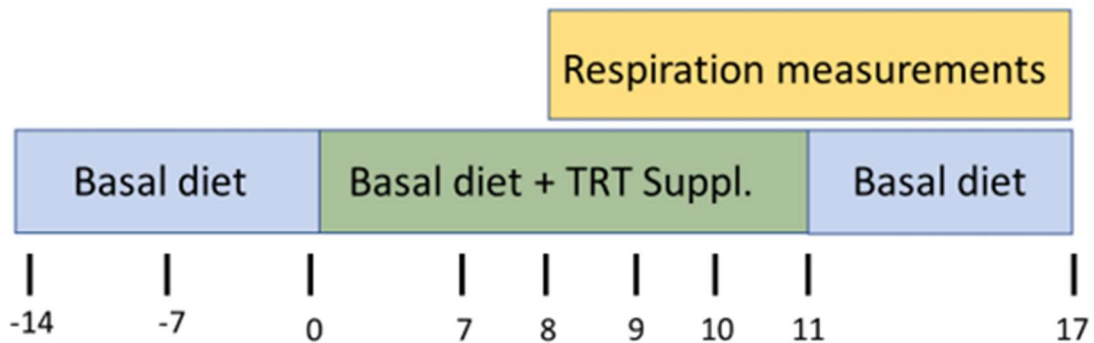 Respiration measurements
Basal diet
Basal diet + TRT Suppl.
Basal diet
-14 -7 0 7 8 9 10 11 17